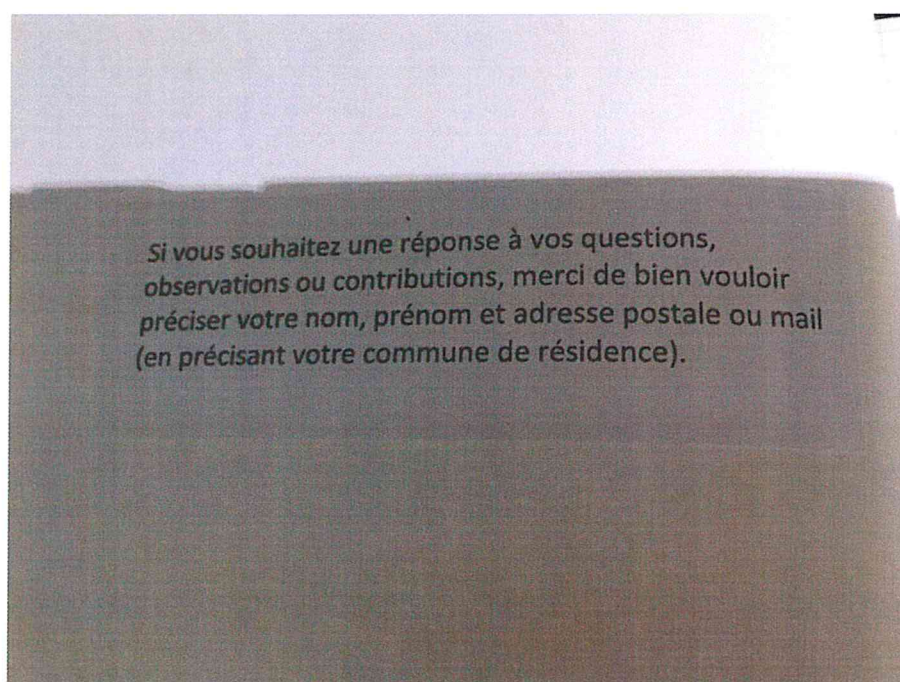 Si vous souhaitez une réponse à vos questions,
observations ou contributions, merci de bien vouloir
préciser votre nom, prénom et adresse postale ou mail
(en précisant votre commune de résidence).